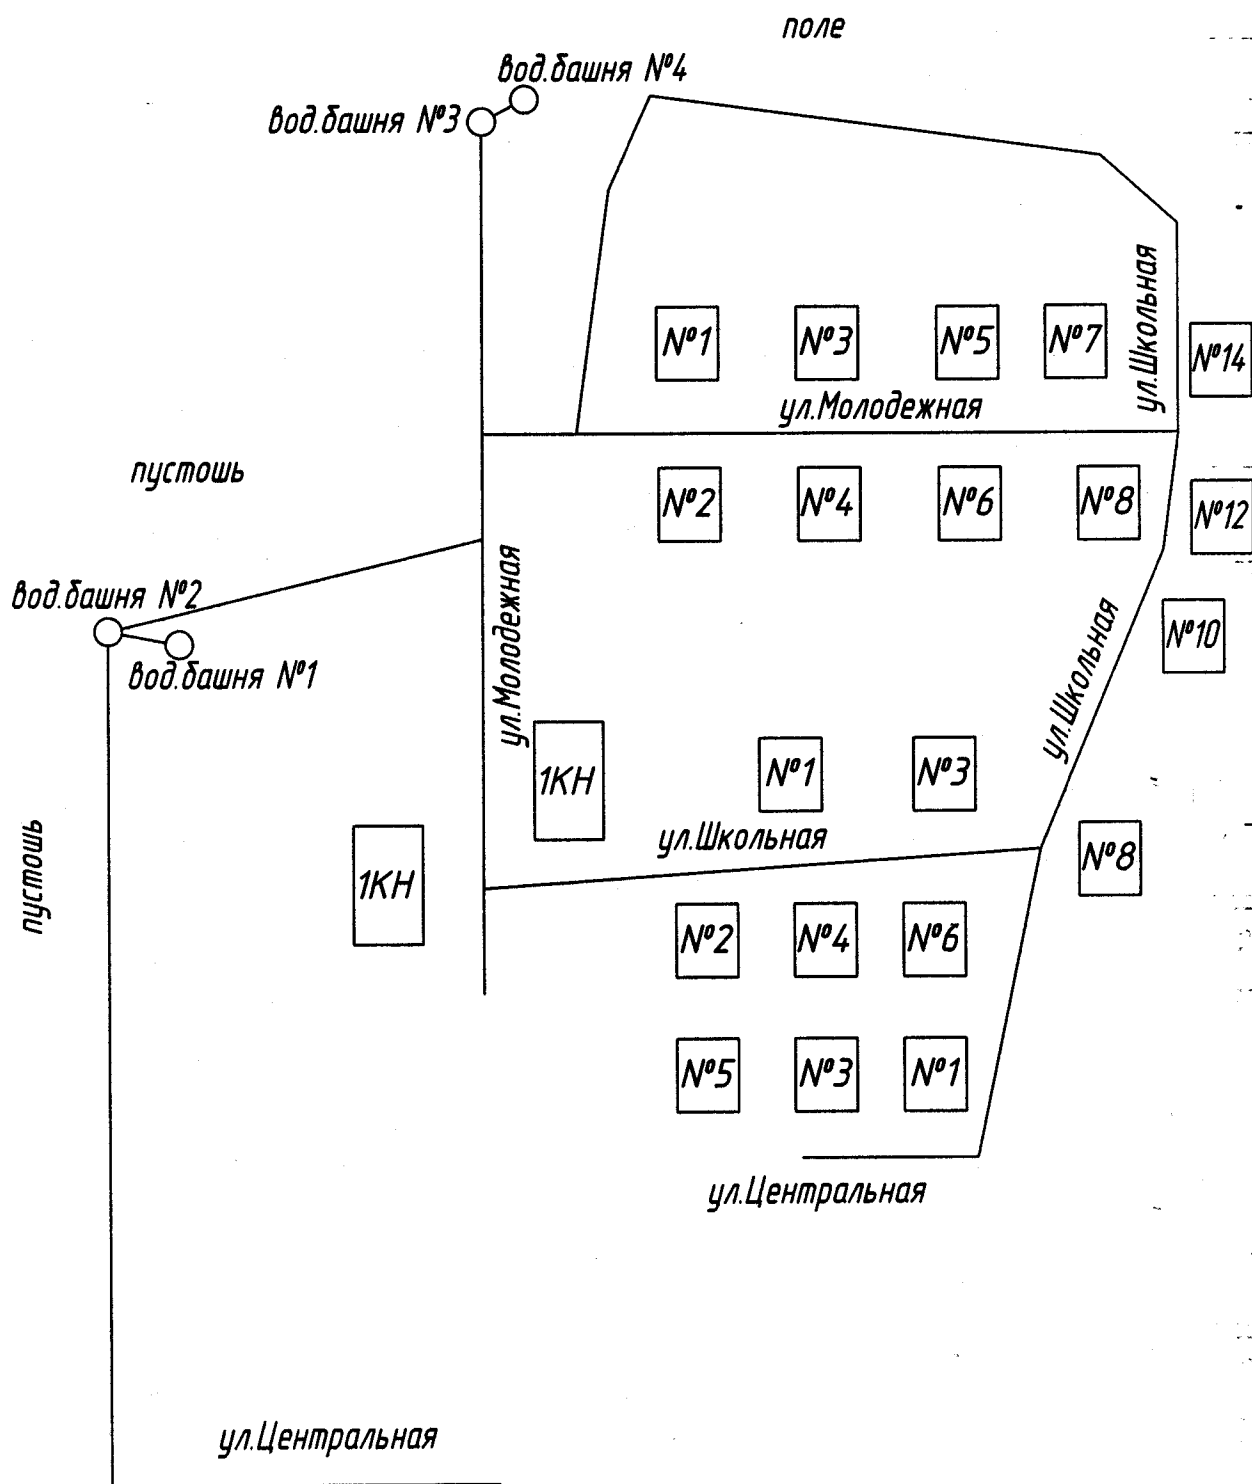 поле
вод.башня №4
вод.башня №3
ул.Школьная
№1
№3
№5
№7
№14
ул.Молодежная
пустошь
№2
№4
№6
№8
№12
ул.Молодежная
вод.башня №2
вод.башня №1
№10
ул.Школьная
1КН
№1
№3
ул.Школьная
пустошь
1КН
№8
№2
№4
№6
№5
№3
№1
ул.Центральная
ул.Центральная